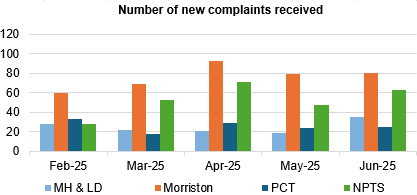 Number of new complaints received
120
100
80
60
40
20
0
Feb-25 Mar-25 Apr-25 May-25 Jun-25
MH & LD Morriston PCT NPTS